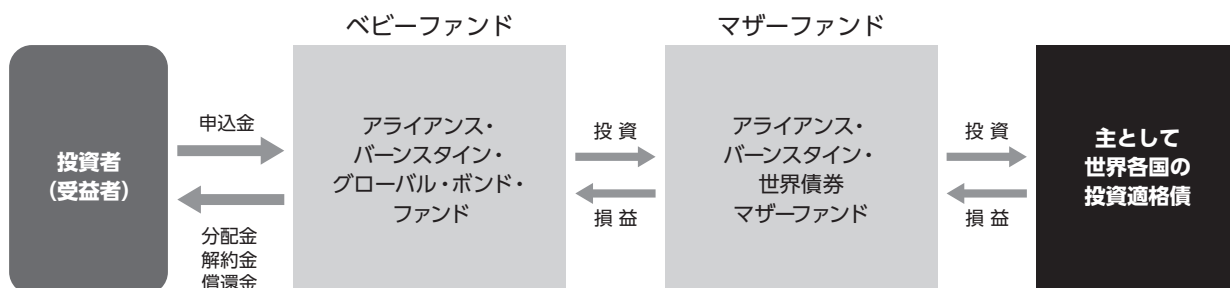 ベビーファンド
マザーファンド
投資者
(受益者)
申込金
分配金
解約金
償還金
アライアンス・
バーンスタイン・
グローバル・ボンド・
ファンド
投 資
損 益
アライアンス・
バーンスタイン・
世界債券
マザーファンド
投 資
損 益
主として
世界各国の
投資適格債